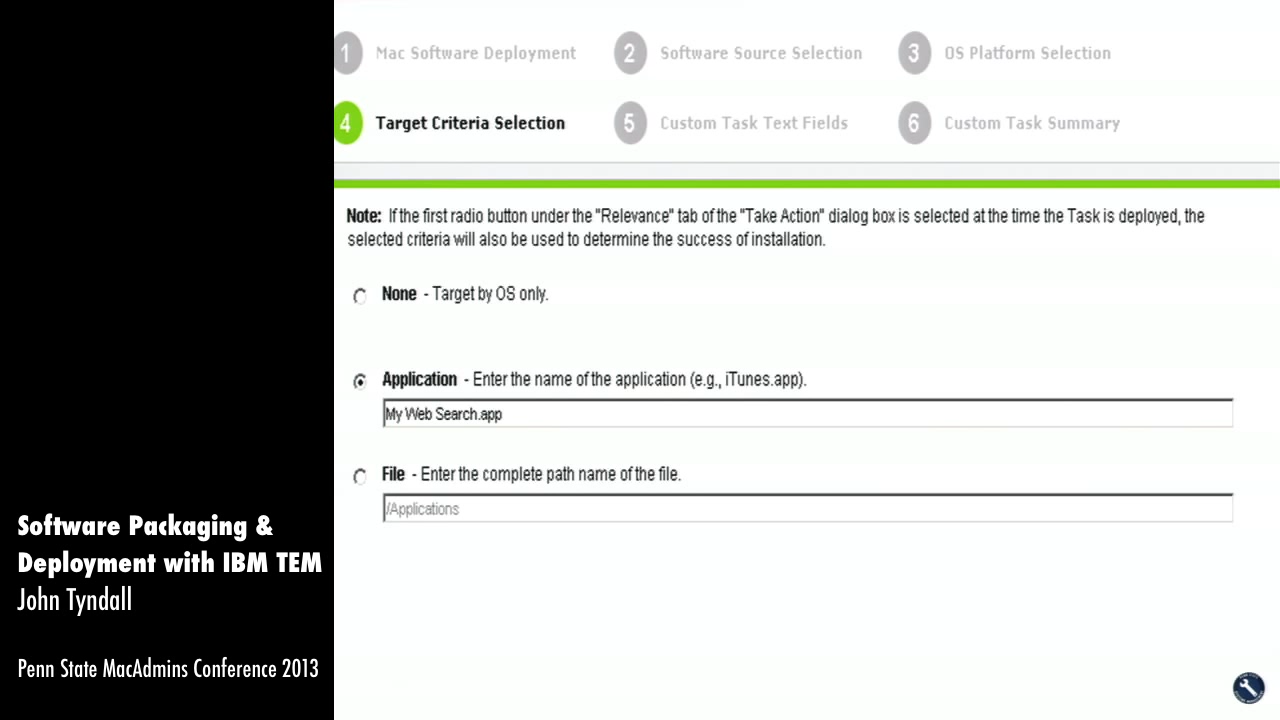 1 Mac Software Deployment 2 Software Source Selection 3 OS Platform Selection
4 Target Criteria Selection 5 Custom Task Text Fields 6 Custom Task Summary
Note: If the first radio button under the "Relevance" tab of the "Take Action" dialog box is selected at the time the Task is deployed, the
selected criteria will also be used to determine the success of installation.
None - Target by OS only.
Application - Enter the name of the application (e.g., iTunes.app).
My Web Search.app
File - Enter the complete path name of the file.
/Applications
Software Packaging &
Deployment with IBM TEM
John Tyndall
Penn State MacAdmins Conference 2013